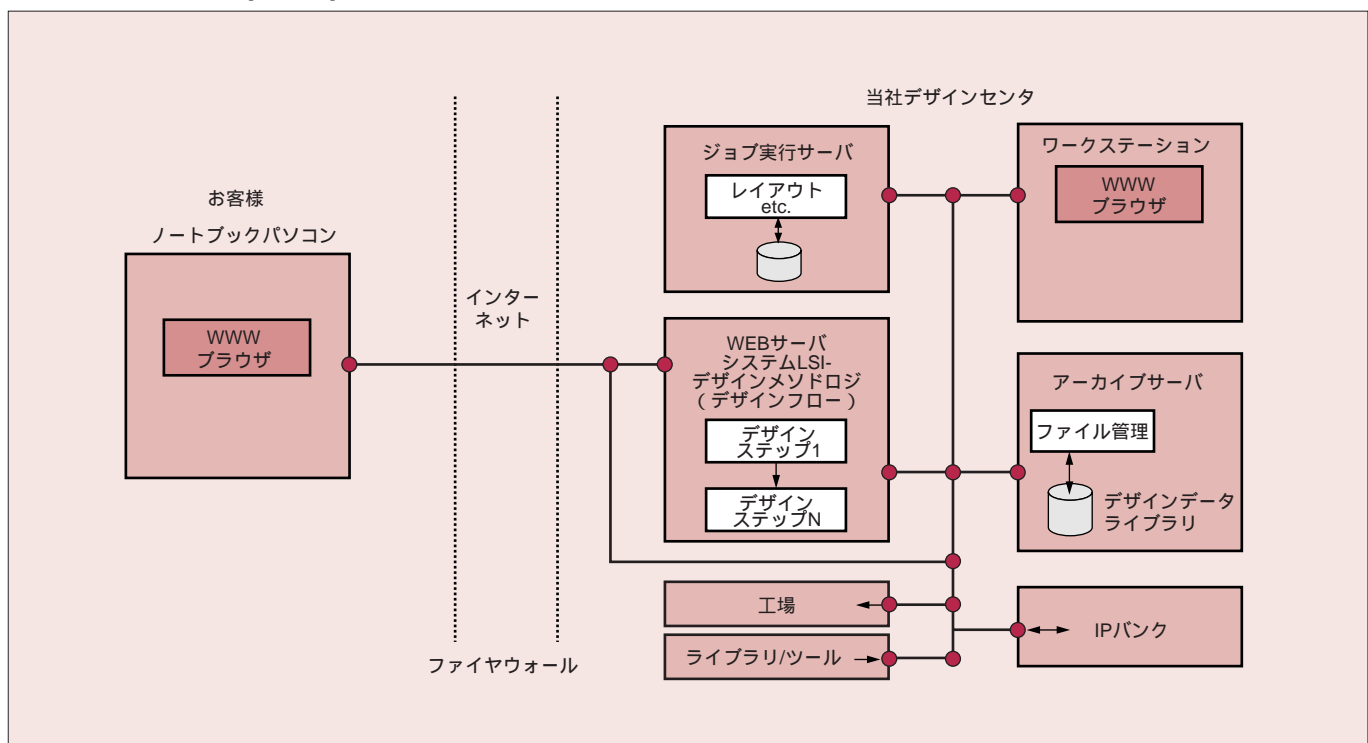 当社デザインセンタ
お客様
ノートブックパソコン
WWW
ブラウザ
インター
ネット
ファイヤウォール
ジョブ実行サーバ
レイアウト
etc.
WEBサーバ
システムLSI-
デザインメソドロジ
(デザインフロー)
デザイン
ステップ1
デザイン
ステップN
工場
ライブラリ/ツール
ワークステーション
WWW
ブラウザ
アーカイブサーバ
ファイル管理
デザインデータ
ライブラリ
IPバンク